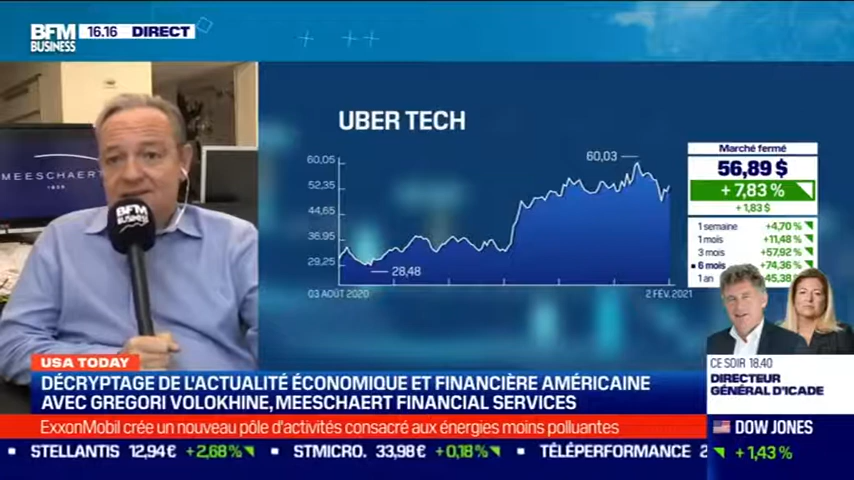 BFM
BUSINESS
16.16 DIRECT
MEESCHAERT
BFM
BUSINESS
UBER TECH
60,05
52,35
44,65
36,95
29,25
60,03
28,48
03 AOÛT 2020
2 FÉV. 2021
Marché fermé
56,89 $
+ 7,83 %
+ 1,83 $
1 semaine +4,70 %
1 mois +11,48 %
3 mois +57,92 %
6 mois +74,36 %
1 an 45,38
CE SOIR 18.40
DIRECTEUR
GÉNÉRAL D'ICADE
USA TODAY
DÉCRYPTAGE DE L'ACTUALITÉ ÉCONOMIQUE ET FINANCIÈRE AMÉRICAINE
AVEC GREGORI VOLOKHINE, MEESCHAERT FINANCIAL SERVICES
ExxonMobil crée un nouveau pôle d'activités consacré aux énergies moins polluantes
STELLANTIS 12,94€ +2,68% STMICRO. 33,98€ +0,18% TÉLÉPERFORMANCE 2
DOW JONES
+ 1,43 %